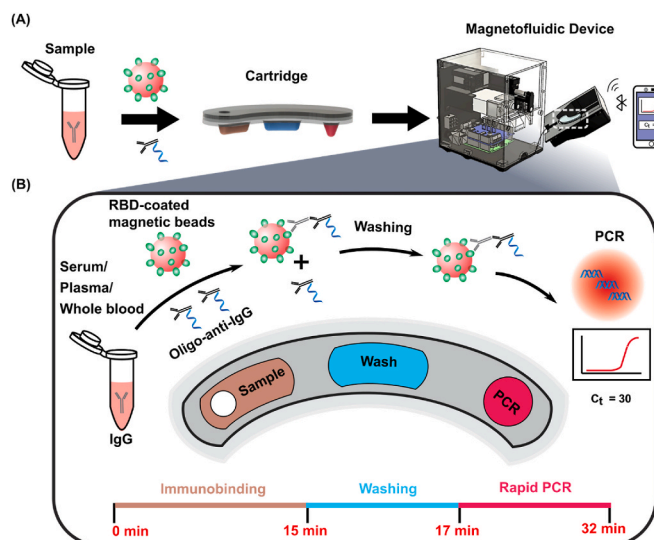 (A)
Sample
Cartridge
Magnetofluidic Device
Ct =
(B)
RBD-coated
magnetic beads
Serum/
Plasma/
Whole blood
Oligo-anti-IgG
IgG
+
Washing
PCR
Ct = 30
Sample
Wash
PCR
Immunobinding
Washing
Rapid PCR
0 min
15 min
17 min
32 min